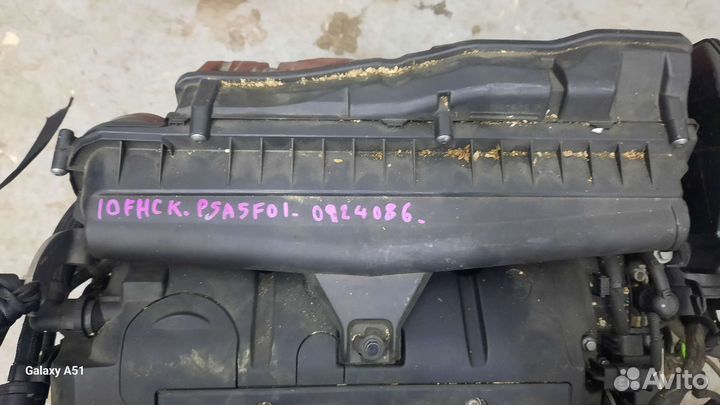 10FHCK. PSA5F01- 0924086.
Galaxy A51
Avito